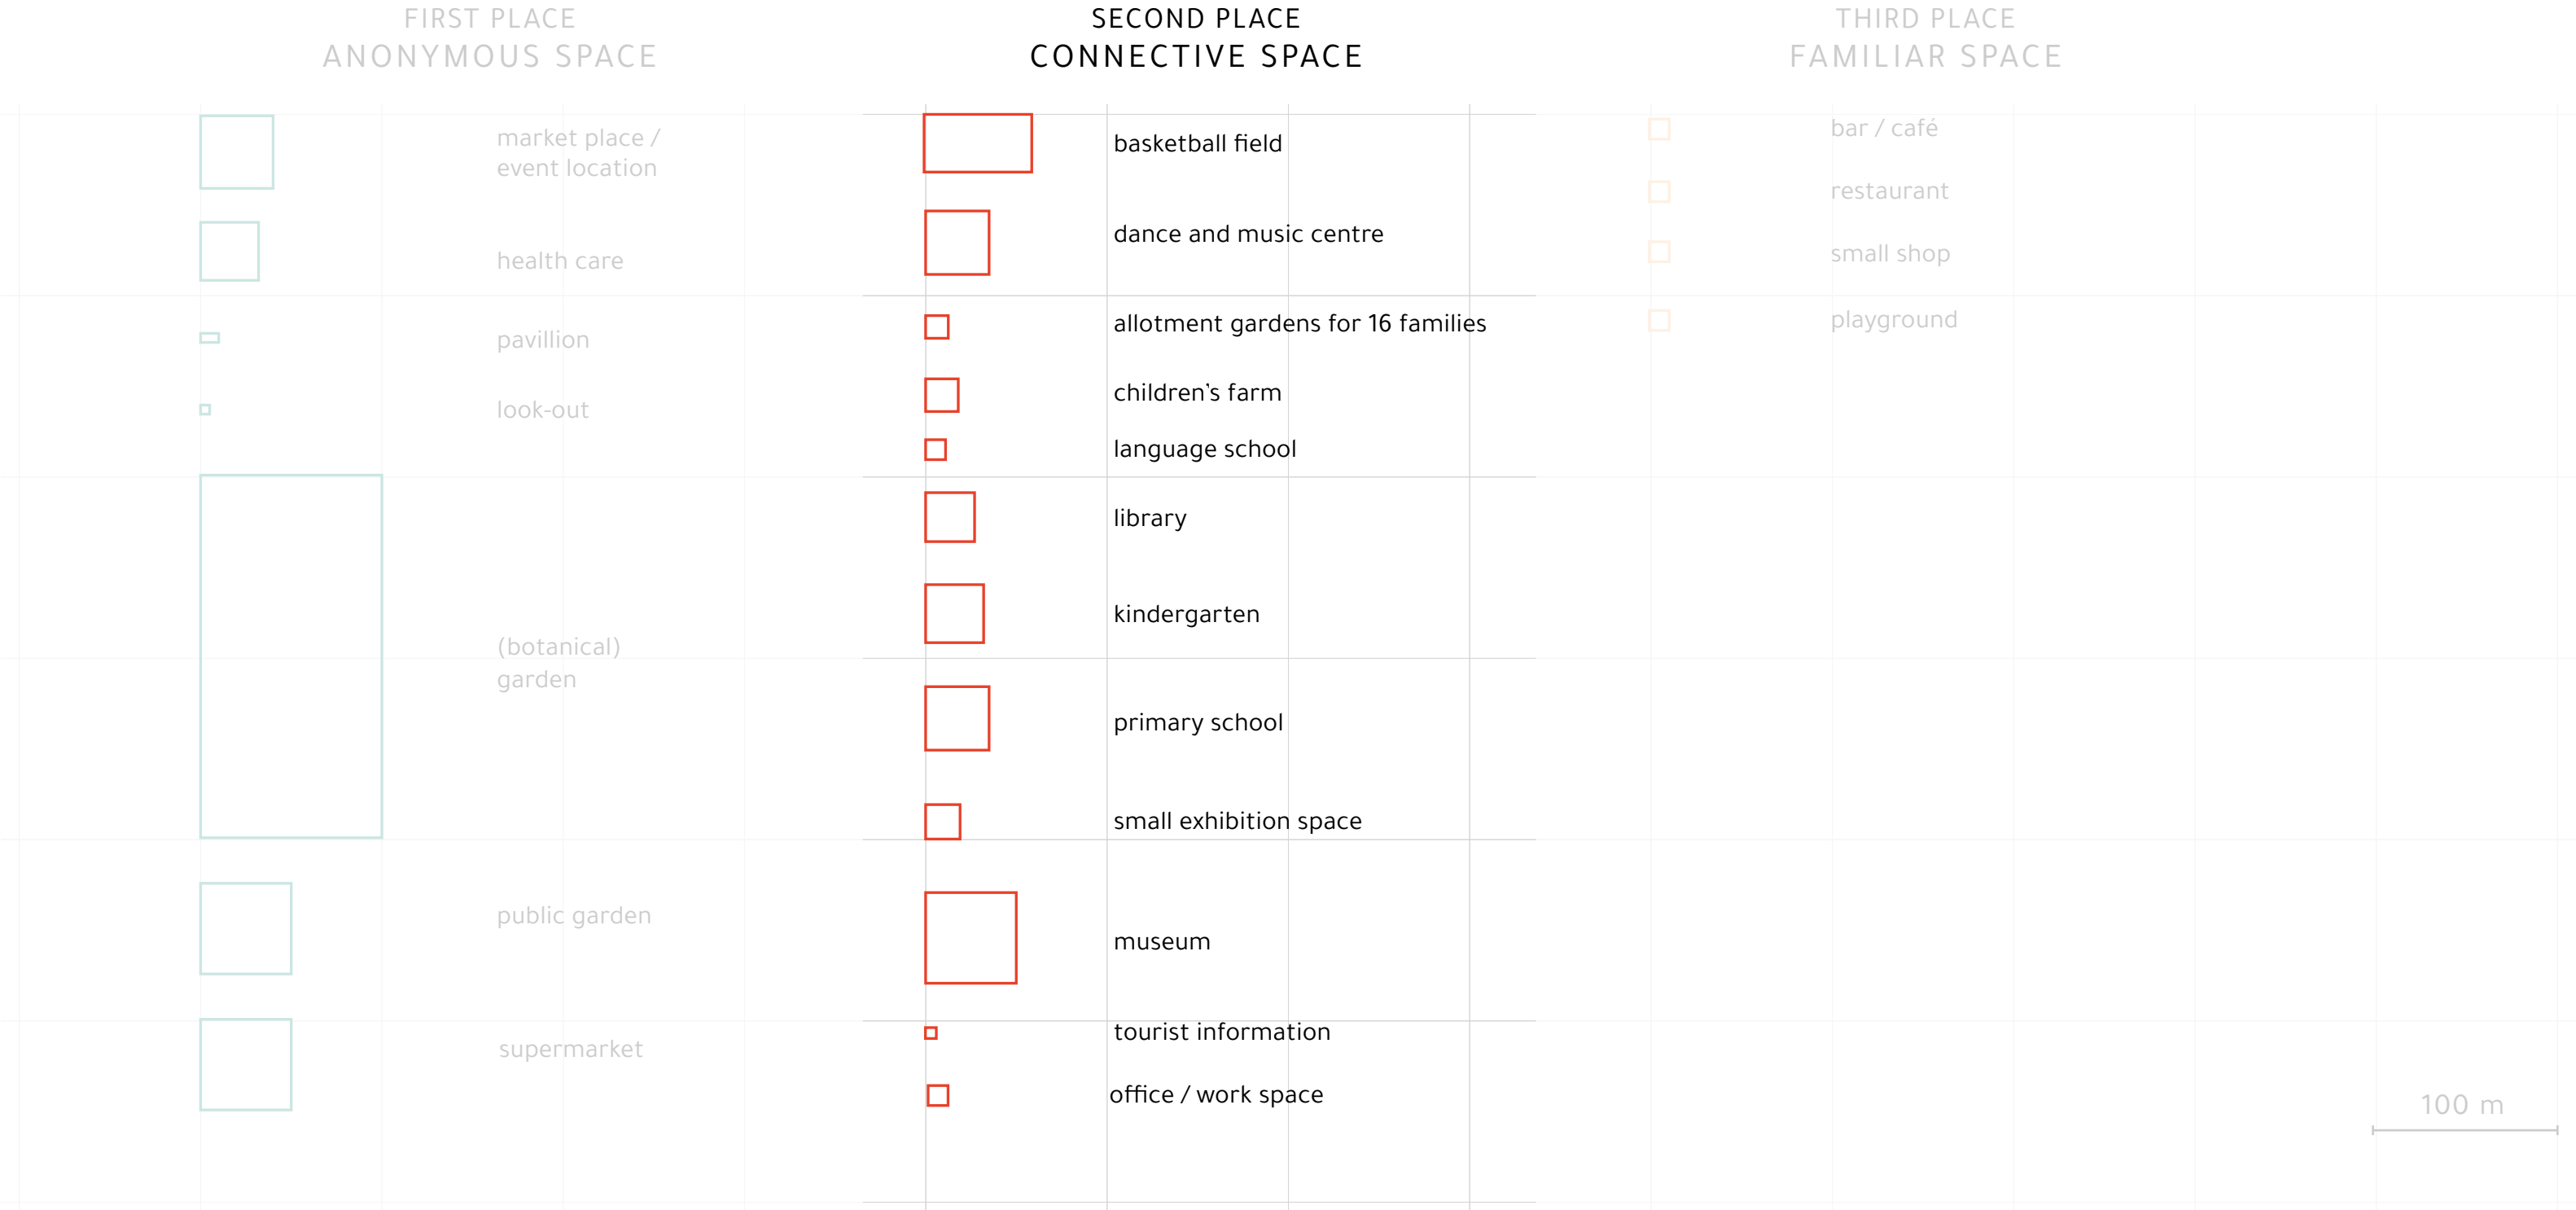 FIRST PLACE
ANONYMOUS SPACE
market place /
event location
health care
pavillion
look-out
(botanical)
garden
public garden
supermarket
SECOND PLACE
CONNECTIVE SPACE
basketball field
dance and music centre
allotment gardens for 16 families
children's farm
language school
library
kindergarten
primary school
small exhibition space
museum
tourist information
office / work space
THIRD PLACE
FAMILIAR SPACE
bar / café
restaurant
small shop
playground
100 m